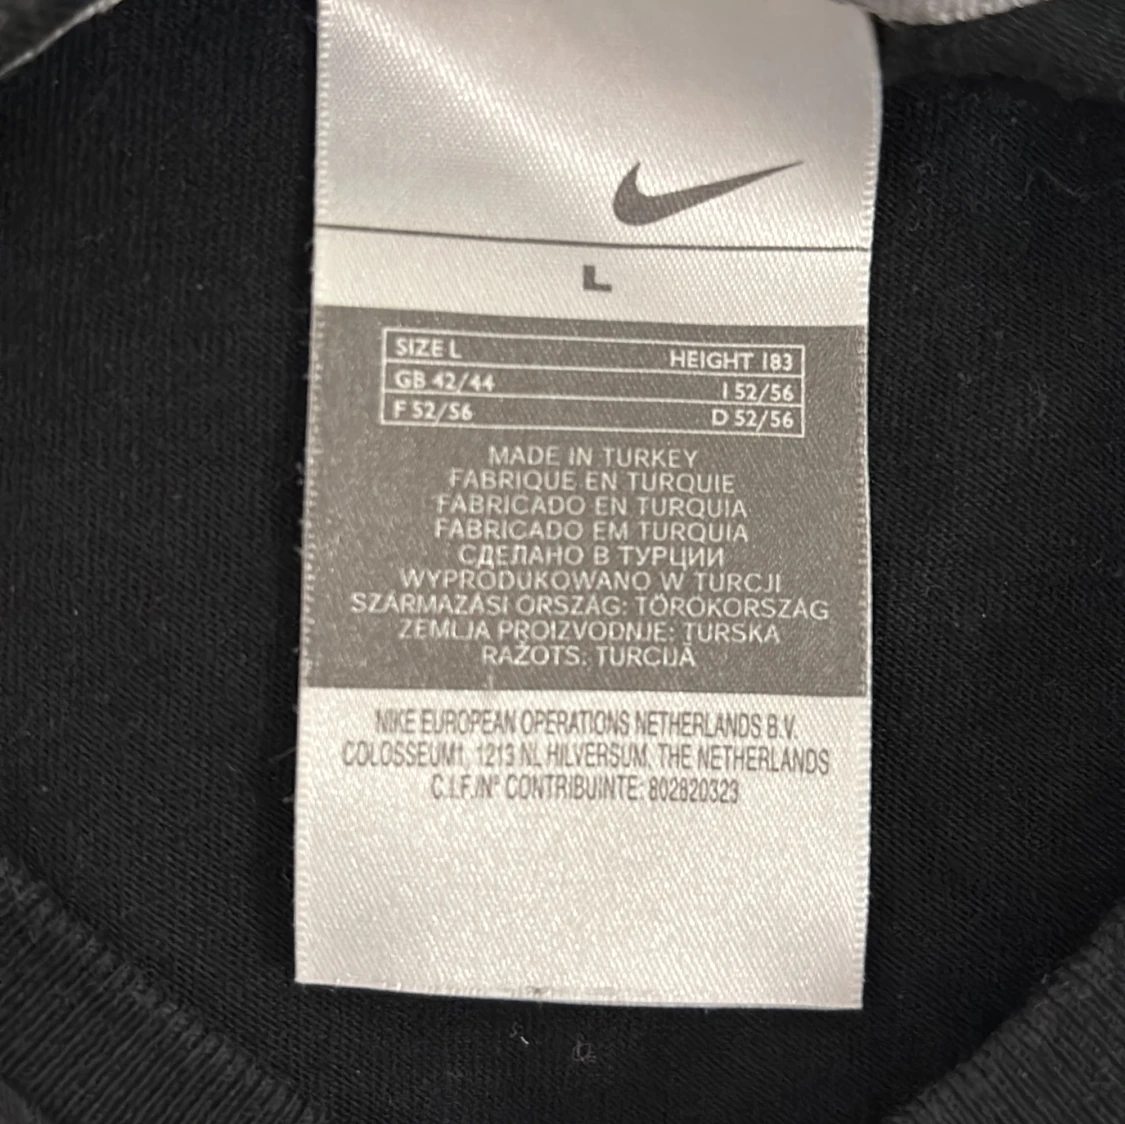 L
SIZE L HEIGHT 183
GB 42/44 I 52/56
F 52/56 D 52/56
MADE IN TURKEY
FABRIQUE EN TURQUIE
FABRICADO EN TURQUIA
FABRICADO EM TURQUIA
СДЕЛАНО В ТУРЦИИ
WYPRODUKOWANO W TURCJI
SZÁRMAZÁSI ORSZÁG: TÖRÖKORSZÁG
ZEMLJA PROIZVODNJE: TURSKA
RAŽOTS: TURCIJĀ
NIKE EUROPEAN OPERATIONS NETHERLANDS B.V.
COLOSSEUM1, 1213 NL HILVERSUM. THE NETHERLANDS
C.I.F./N° CONTRIBUINTE: 802820323